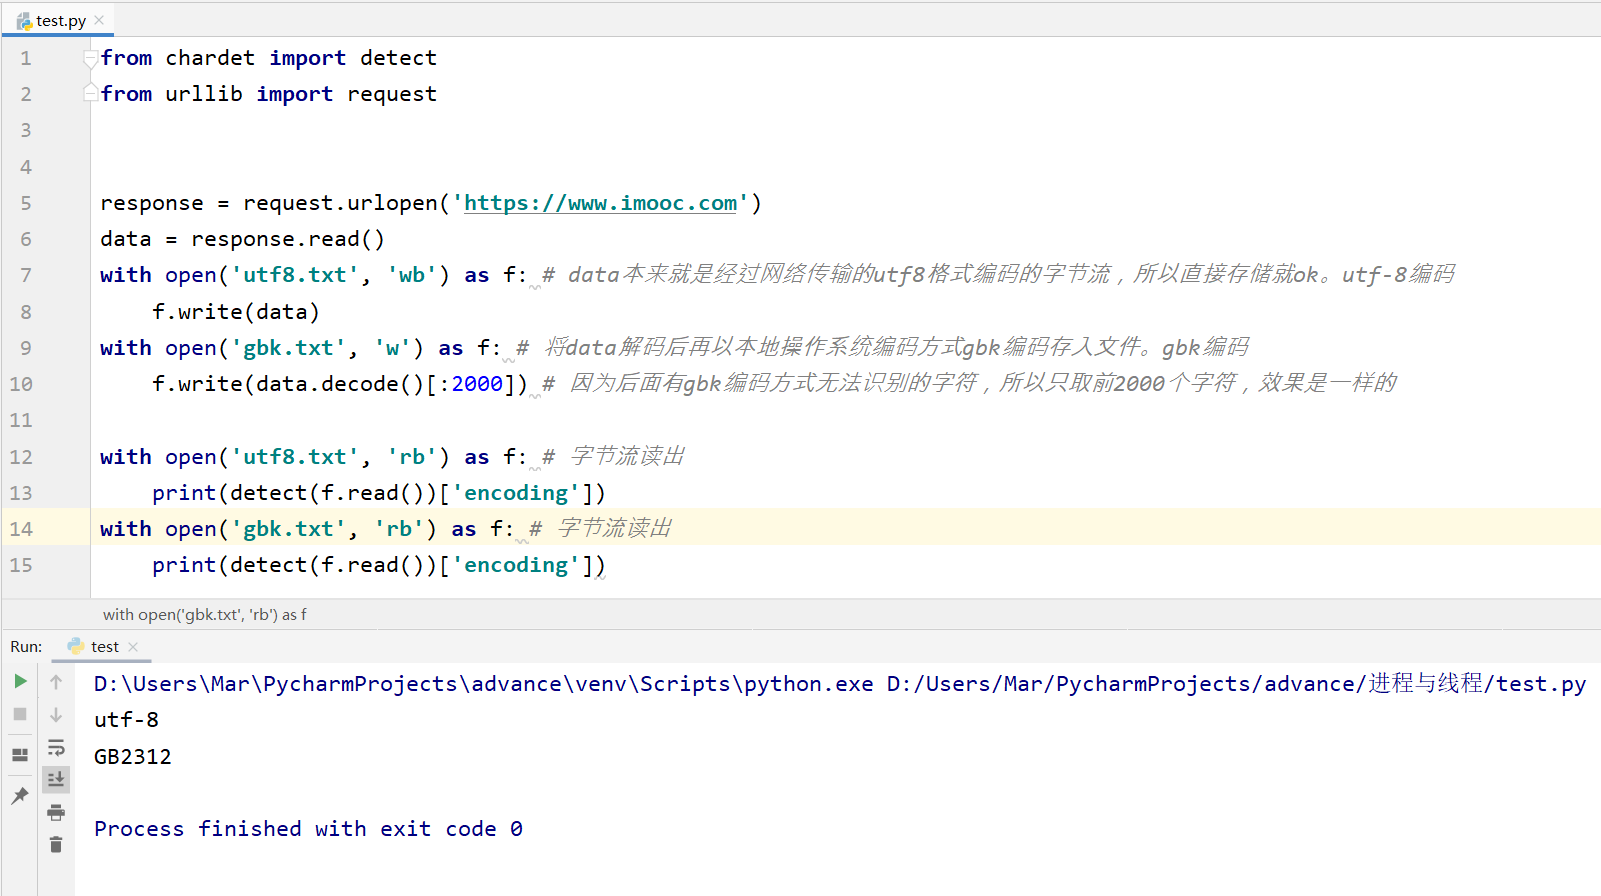 test.py
1 from chardet import detect
2 from urllib import request
3
4
5 response = request.urlopen('https://www.imooc.com')
6 data = response.read()
7 with open('utf8.txt', 'wb') as f: # data本来就是经过网络传输的utf8格式编码的字节流，所以直接存储就ok。utf-8编码
8     f.write(data)
9 with open('gbk.txt', 'w') as f: # 将data解码后再以本地操作系统编码方式gbk编码存入文件。gbk编码
10     f.write(data.decode()[:2000]) # 因为后面有gbk编码方式无法识别的字符，所以只取前2000个字符，效果是一样的
11
12 with open('utf8.txt', 'rb') as f: # 字节流读出
13     print(detect(f.read())['encoding'])
14 with open('gbk.txt', 'rb') as f: # 字节流读出
15     print(detect(f.read())['encoding'])
with open('gbk.txt', 'rb') as f
Run: test
D:\Users\Mar\PycharmProjects\advance\venv\Scripts\python.exe D:/Users/Mar/PycharmProjects/advance/进程与线程/test.py
utf-8
GB2312
Process finished with exit code 0